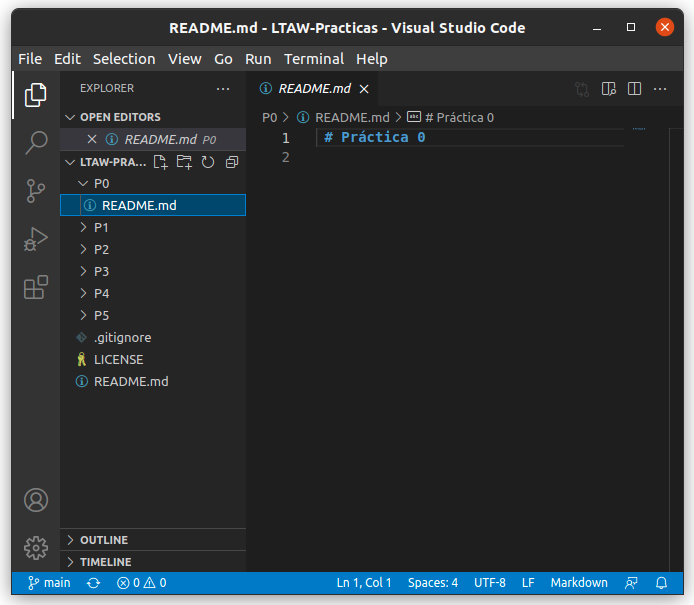 README.md - LTAW-Practicas - Visual Studio Code
File Edit Selection View Go Run Terminal Help
EXPLORER
README.md
OPEN EDITORS
README.md P0
LTAW-PRA...
P0
README.md
P1
P2
P3
P4
P5
.gitignore
LICENSE
README.md
OUTLINE
TIMELINE
P0 > README.md > abc # Práctica 0
1 # Práctica 0
2
main 0 0 Ln 1, Col 1 Spaces: 4 UTF-8 LF Markdown